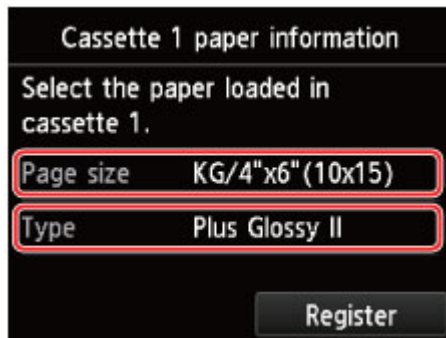 Cassette 1 paper information
Select the paper loaded in
cassette 1.
Page size KG/4"x6"(10x15)
Type Plus Glossy II
Register